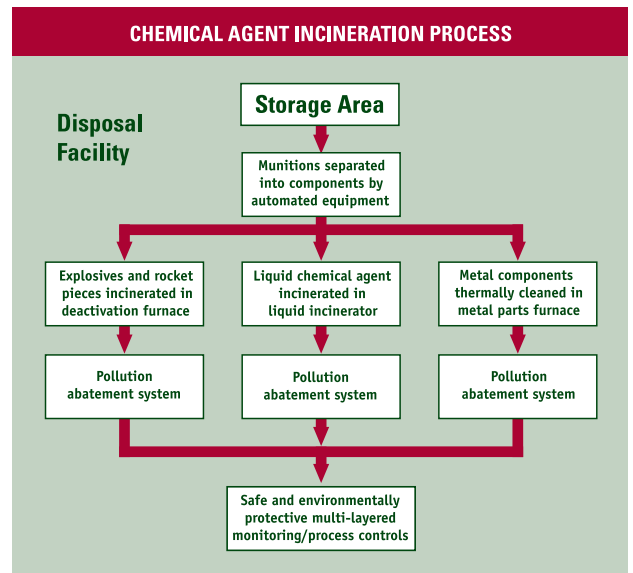 CHEMICAL AGENT INCINERATION PROCESS
Disposal
Facility
Storage Area
Munitions separated
into components by
automated equipment
Explosives and rocket
pieces incinerated in
deactivation furnace
Liquid chemical agent
incinerated in
liquid incinerator
Metal components
thermally cleaned in
metal parts furnace
Pollution
abatement system
Pollution
abatement system
Pollution
abatement system
Safe and environmentally
protective multi-layered
monitoring/process controls